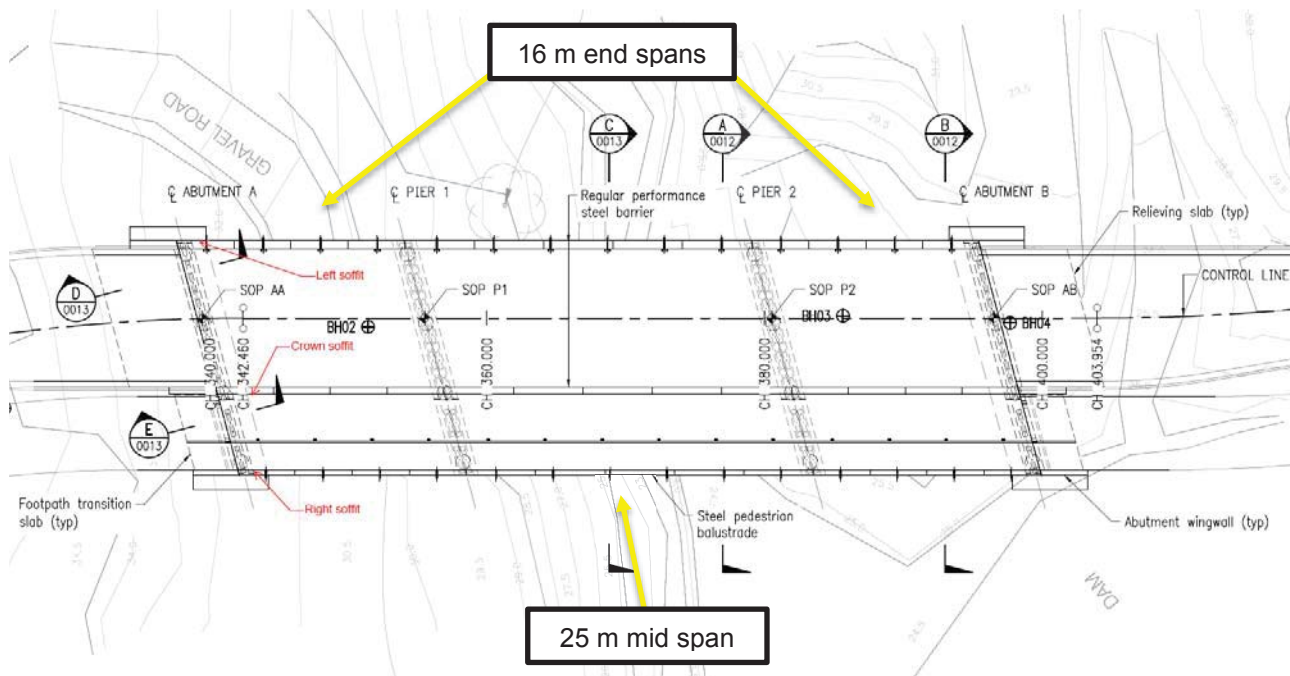 16 m end spans
GRAVEL ROAD
C
0013
A
0012
B
0012
℄ ABUTMENT A
℄ PIER 1
Regular performance
steel barrier
℄ PIER 2
℄ ABUTMENT B
Relieving slab (typ)
Left soffit
D
0013
SOP AA
SOP P1
SOP P2
SOP AB
CONTROL LINE
BH02
BH03
BH04
Crown soffit
CH 340.000
CH 342.460
CH 360.000
CH 380.000
CH 400.000
CH 403.954
E
0013
Footpath transition
slab (typ)
Right soffit
Steel pedestrian
balustrade
Abutment wingwall (typ)
DAM
25 m mid span